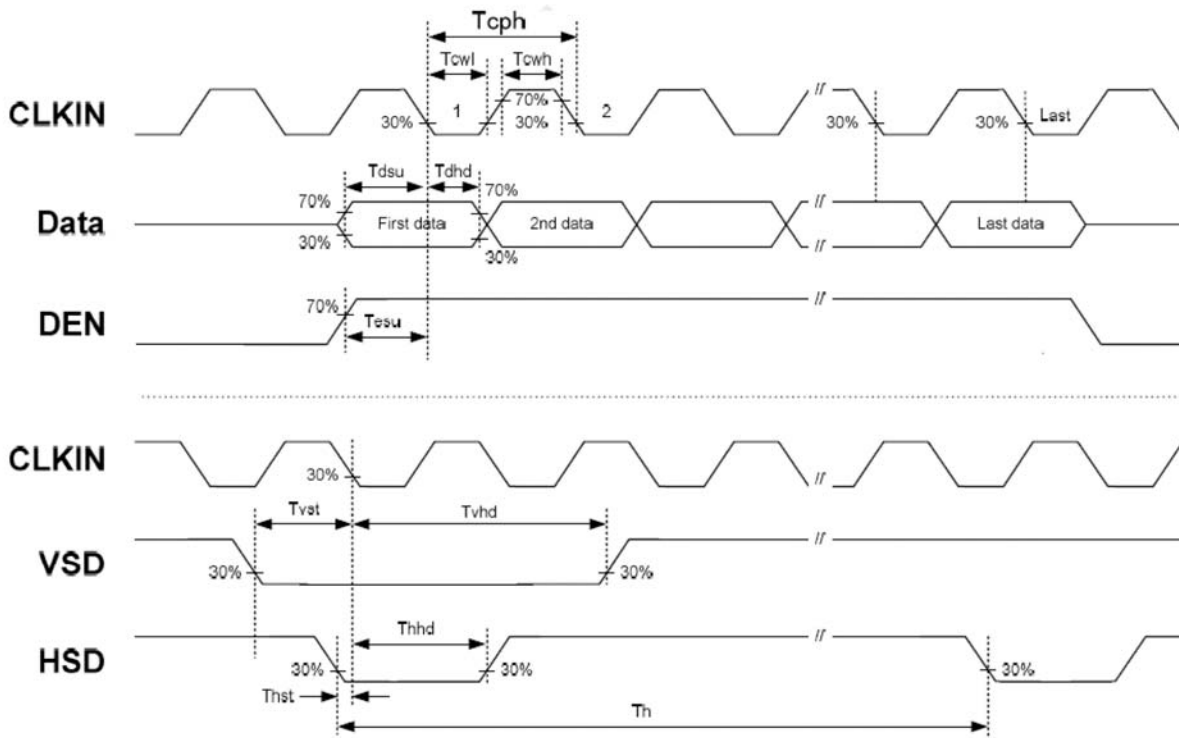 Tcph
Tcwl Tcwh
CLKIN 30% 1 70% 30% 2 30% 30% Last
Tdsu Tdhd
70% 70%
Data First data 2nd data Last data
30% 30%
70%
DEN Tesu
CLKIN 30%
Tvst Tvhd
VSD 30% 30%
Thhd
HSD 30% 30% 30%
Thst
Th